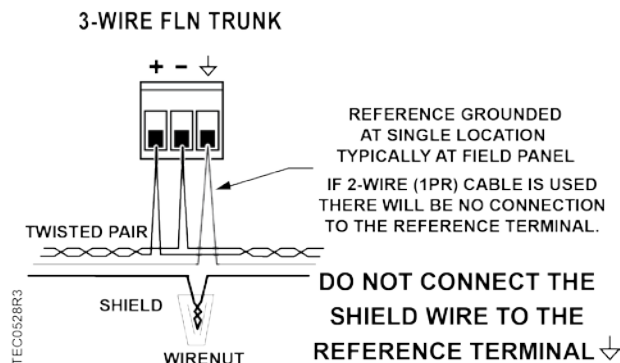 3-WIRE FLN TRUNK
+ − ⏚
REFERENCE GROUNDED
AT SINGLE LOCATION
TYPICALLY AT FIELD PANEL
IF 2-WIRE (1PR) CABLE IS USED
THERE WILL BE NO CONNECTION
TO THE REFERENCE TERMINAL.
TWISTED PAIR
SHIELD
WIRENUT
DO NOT CONNECT THE
SHIELD WIRE TO THE
REFERENCE TERMINAL ⏚
TEC0528R3